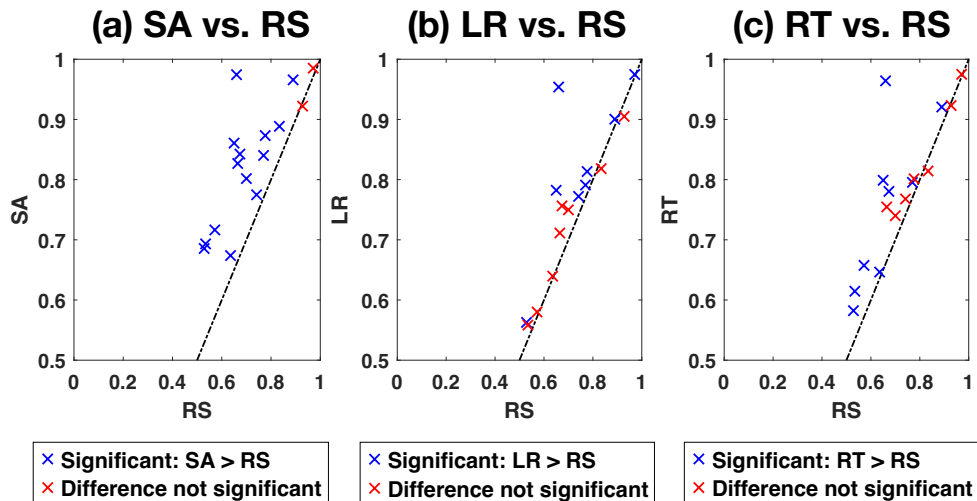 (a) SA vs. RS
1
0.9
0.8
0.7
0.6
0.5
SA
0 0.2 0.4 0.6 0.8 1
RS
× Significant: SA > RS
× Difference not significant
(b) LR vs. RS
1
0.9
0.8
0.7
0.6
0.5
LR
0 0.2 0.4 0.6 0.8 1
RS
× Significant: LR > RS
× Difference not significant
(c) RT vs. RS
1
0.9
0.8
0.7
0.6
0.5
RT
0 0.2 0.4 0.6 0.8 1
RS
× Significant: RT > RS
× Difference not significant